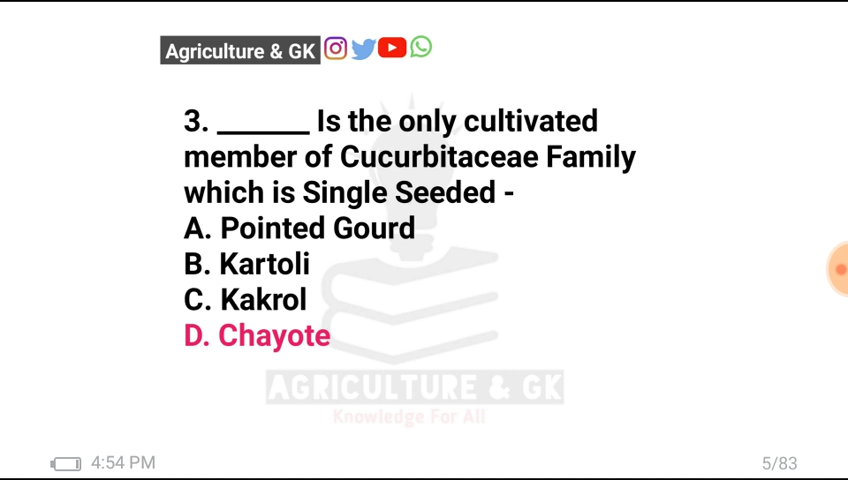 Agriculture & GK
3. ______ Is the only cultivated
member of Cucurbitaceae Family
which is Single Seeded -
A. Pointed Gourd
B. Kartoli
C. Kakrol
D. Chayote
AGRICULTURE & GK
Knowledge For All
4:54 PM
5/83